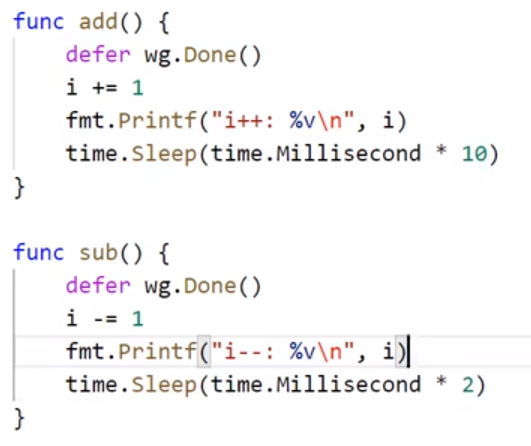 func add() {
    defer wg.Done()
    i += 1
    fmt.Printf("i++: %v\n", i)
    time.Sleep(time.Millisecond * 10)
}

func sub() {
    defer wg.Done()
    i -= 1
    fmt.Printf("i--: %v\n", i)
    time.Sleep(time.Millisecond * 2)
}